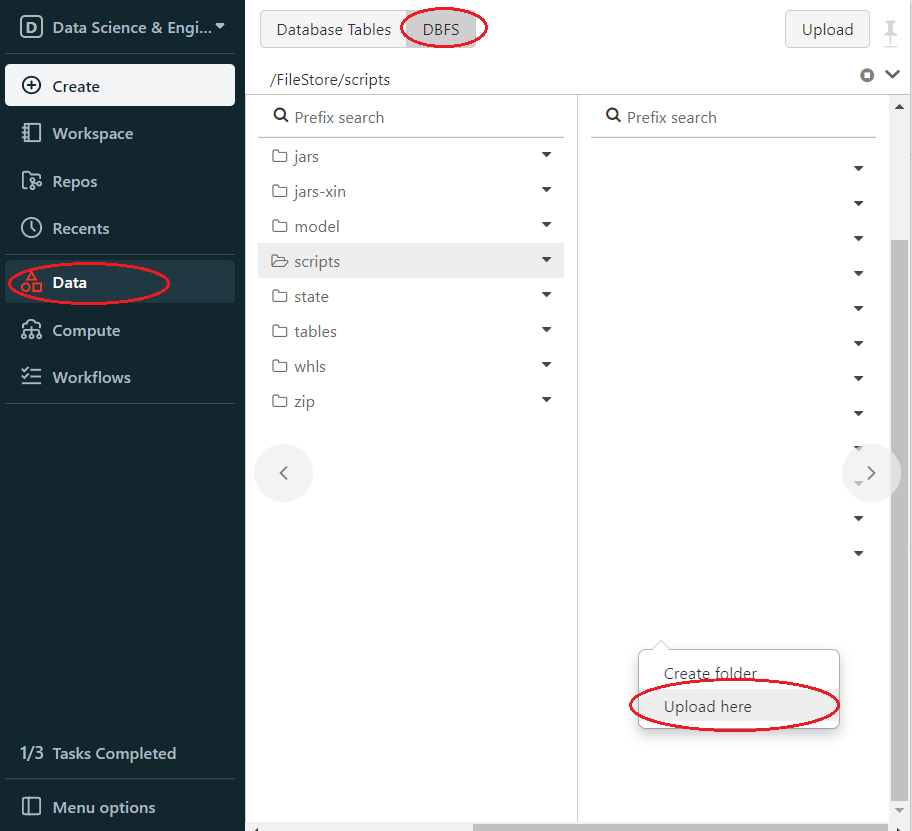 D Data Science & Engi...
Create
Workspace
Repos
Recents
Data
Compute
Workflows
1/3 Tasks Completed
Menu options
Database Tables DBFS Upload
/FileStore/scripts
Prefix search
jars
jars-xin
model
scripts
state
tables
whls
zip
Prefix search
Create folder
Upload here